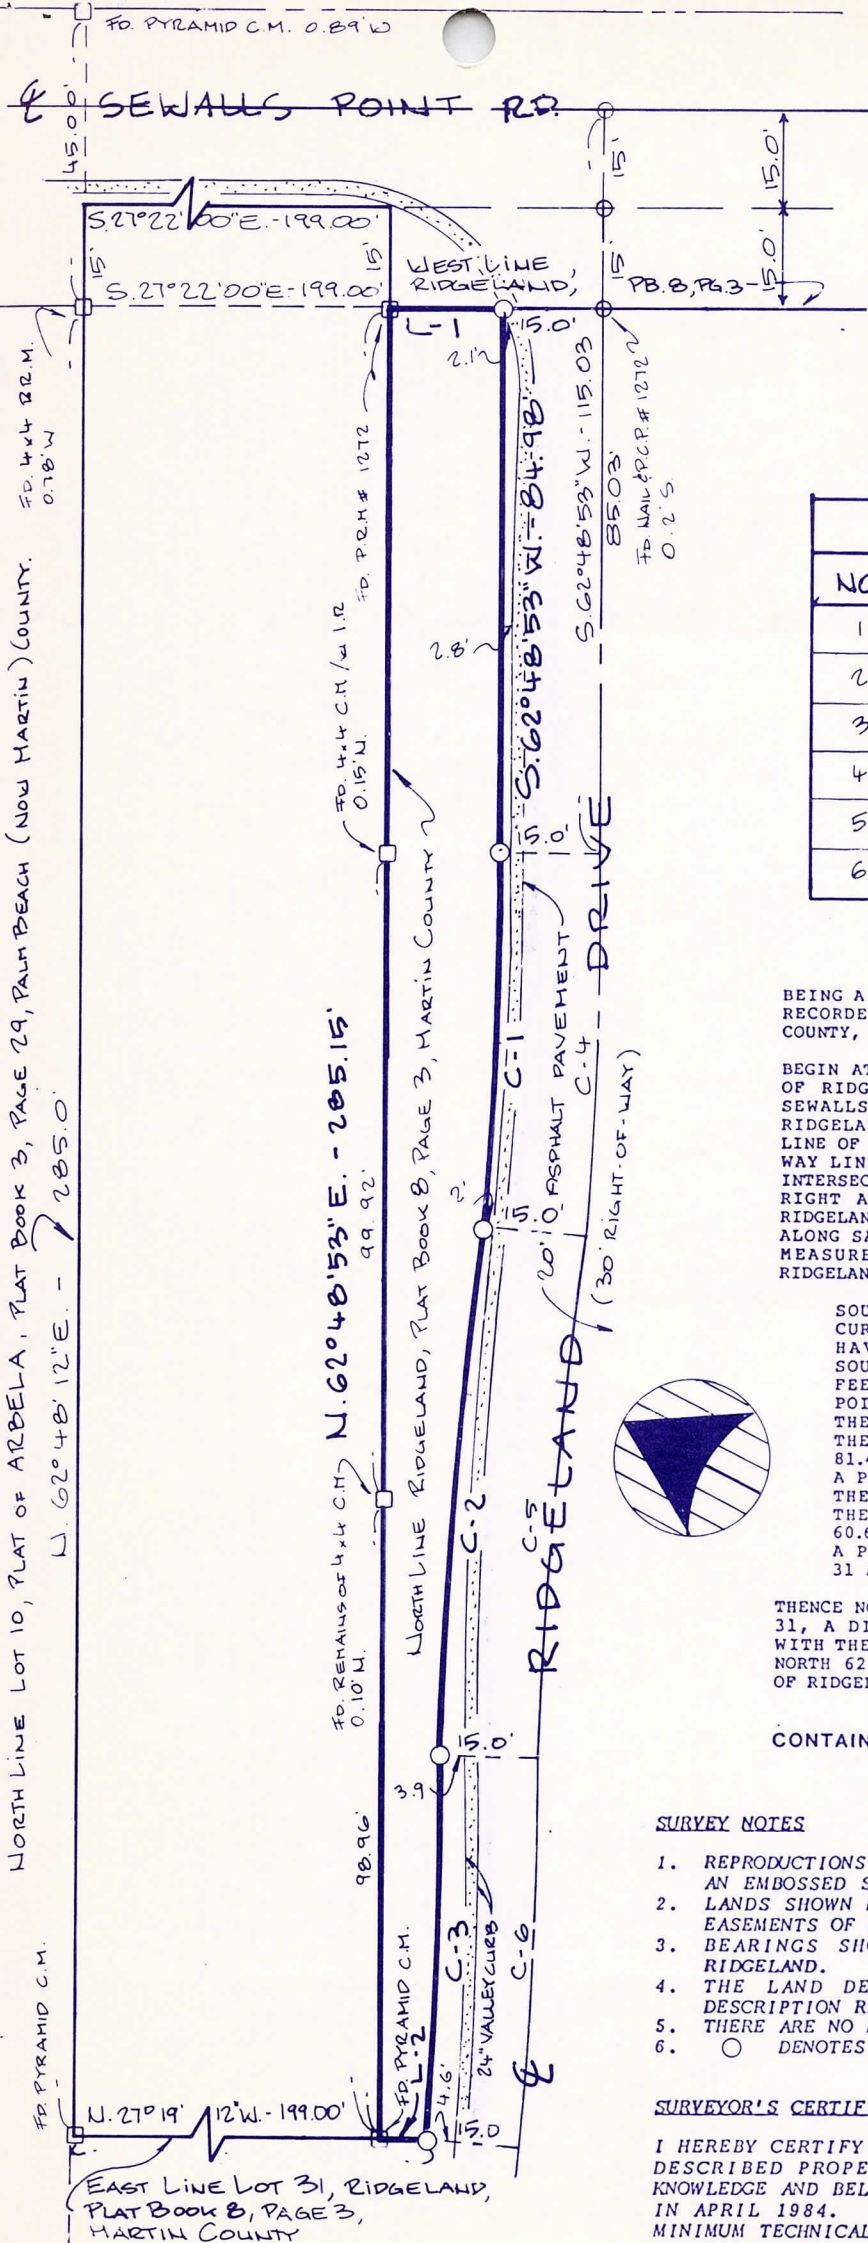 FD. PYRAMID C.M. 0.89'W
℄ SEWALLS POINT RD.
45.00'
15'
15.0'
S.27°22'00"E.-199.00'
15'
15'
WEST LINE
RIDGELAND,
15'
15.0'
PB.8, PG.3
S.27°22'00"E-199.00'
L-1
15.0'
2.1'
FD. 4x4 BR.M.
0.78'W
FD. P.R.M # 1272
S.62°48'53"W.-84.98'
S.62°48'53"W.-115.03
85.03'
FD. NAIL & P.C.P. # 1272
0.2'S.
NO
1
2
3
4
5
6
2.8'
FD. 4x4 C.M/w I.R
0.15'N.
15.0
NORTH LINE LOT 10, PLAT OF ARBELA, PLAT BOOK 3, PAGE 29, PALM BEACH (NOW MARTIN) COUNTY.
N. 62°48'12"E. - 285.0'
N.62°48'53"E. - 285.15'
99.92'
NORTH LINE RIDGELAND, PLAT BOOK 8, PAGE 3, MARTIN COUNTY
C-1
20' ASPHALT PAVEMENT
C-4
RIDGELAND DRIVE
(30' RIGHT-OF-WAY)
15.0
BEING A
RECORDE
COUNTY,
BEGIN AT
OF RIDG
SEWALLS
RIDGELA
LINE OF
WAY LIN
INTERSEC
RIGHT A
RIDGELAN
ALONG SA
MEASURE
RIDGELAN
SOU
CUR
HAV
SOU
FEE
POI
THE
THE
81.4
A P
THE
THE
60.6
A P
31
THENCE NO
31, A DI
WITH THE
NORTH 62
OF RIDGEL
CONTAIN
FD. REMAINS OF 4x4 C.M
0.10'N.
C-2
C-5
15.0'
3.9
98.96'
C-3
C-6
24" VALLEY CURB
℄
FD. PYRAMID C.M.
FD. PYRAMID C.M.
L-2
4.6'
15.0
N. 27°19'12"W.-199.00'
EAST LINE LOT 31, RIDGELAND,
PLAT BOOK 8, PAGE 3,
MARTIN COUNTY
SURVEY NOTES
1. REPRODUCTIONS
AN EMBOSSED S
2. LANDS SHOWN
EASEMENTS OF
3. BEARINGS SHO
RIDGELAND.
4. THE LAND DE
DESCRIPTION R
5. THERE ARE NO
6. ○ DENOTES
SURVEYOR'S CERTIF
I HEREBY CERTIFY
DESCRIBED PROPE
KNOWLEDGE AND BEL
IN APRIL 1984.
MINIMUM TECHNICAL